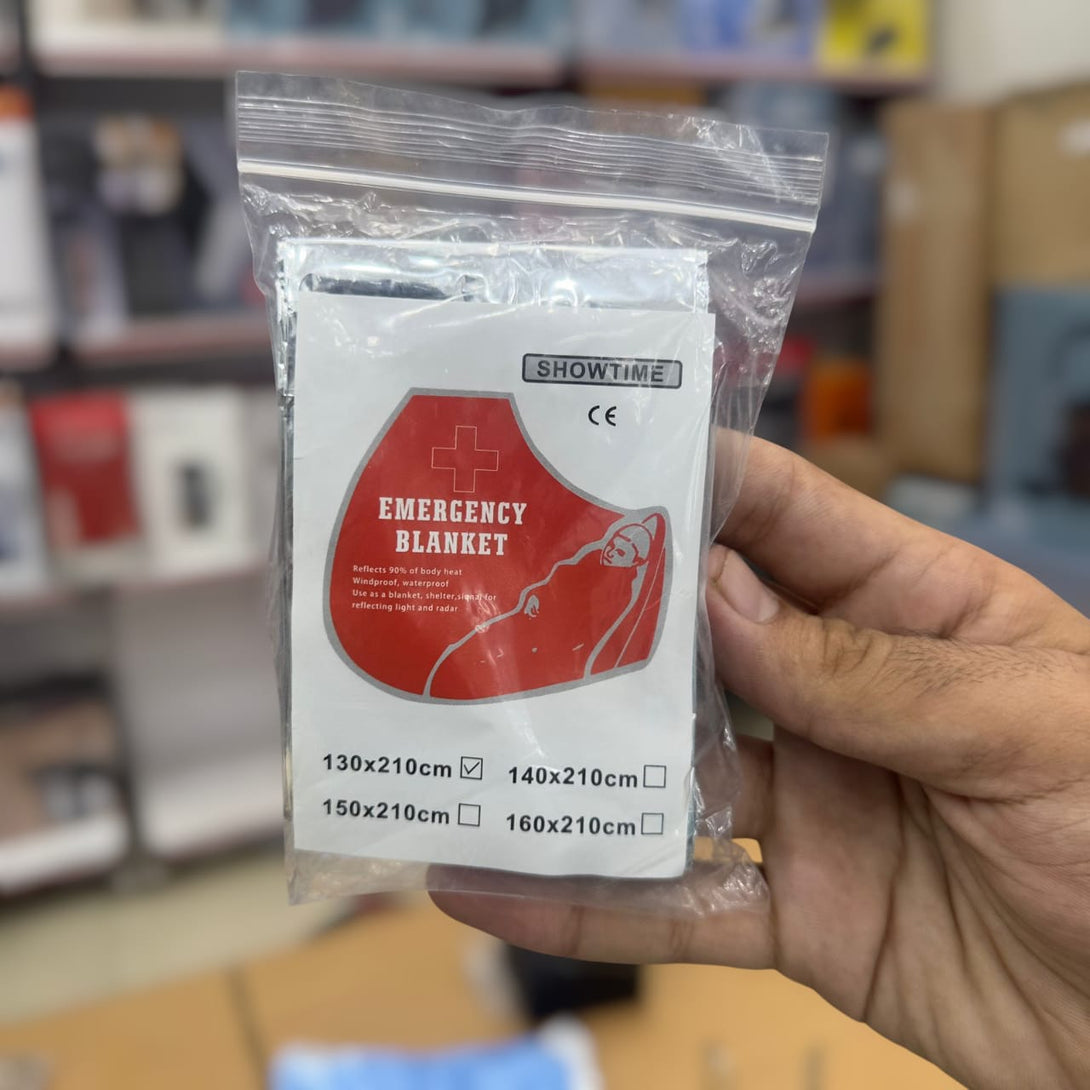 SHOWTIME
CE
EMERGENCY
BLANKET
Reflects 90% of body heat
Windproof, waterproof
Use as a blanket, shelter,signal for
reflecting light and radar
130x210cm ☑ 140x210cm ☐
150x210cm ☐ 160x210cm ☐